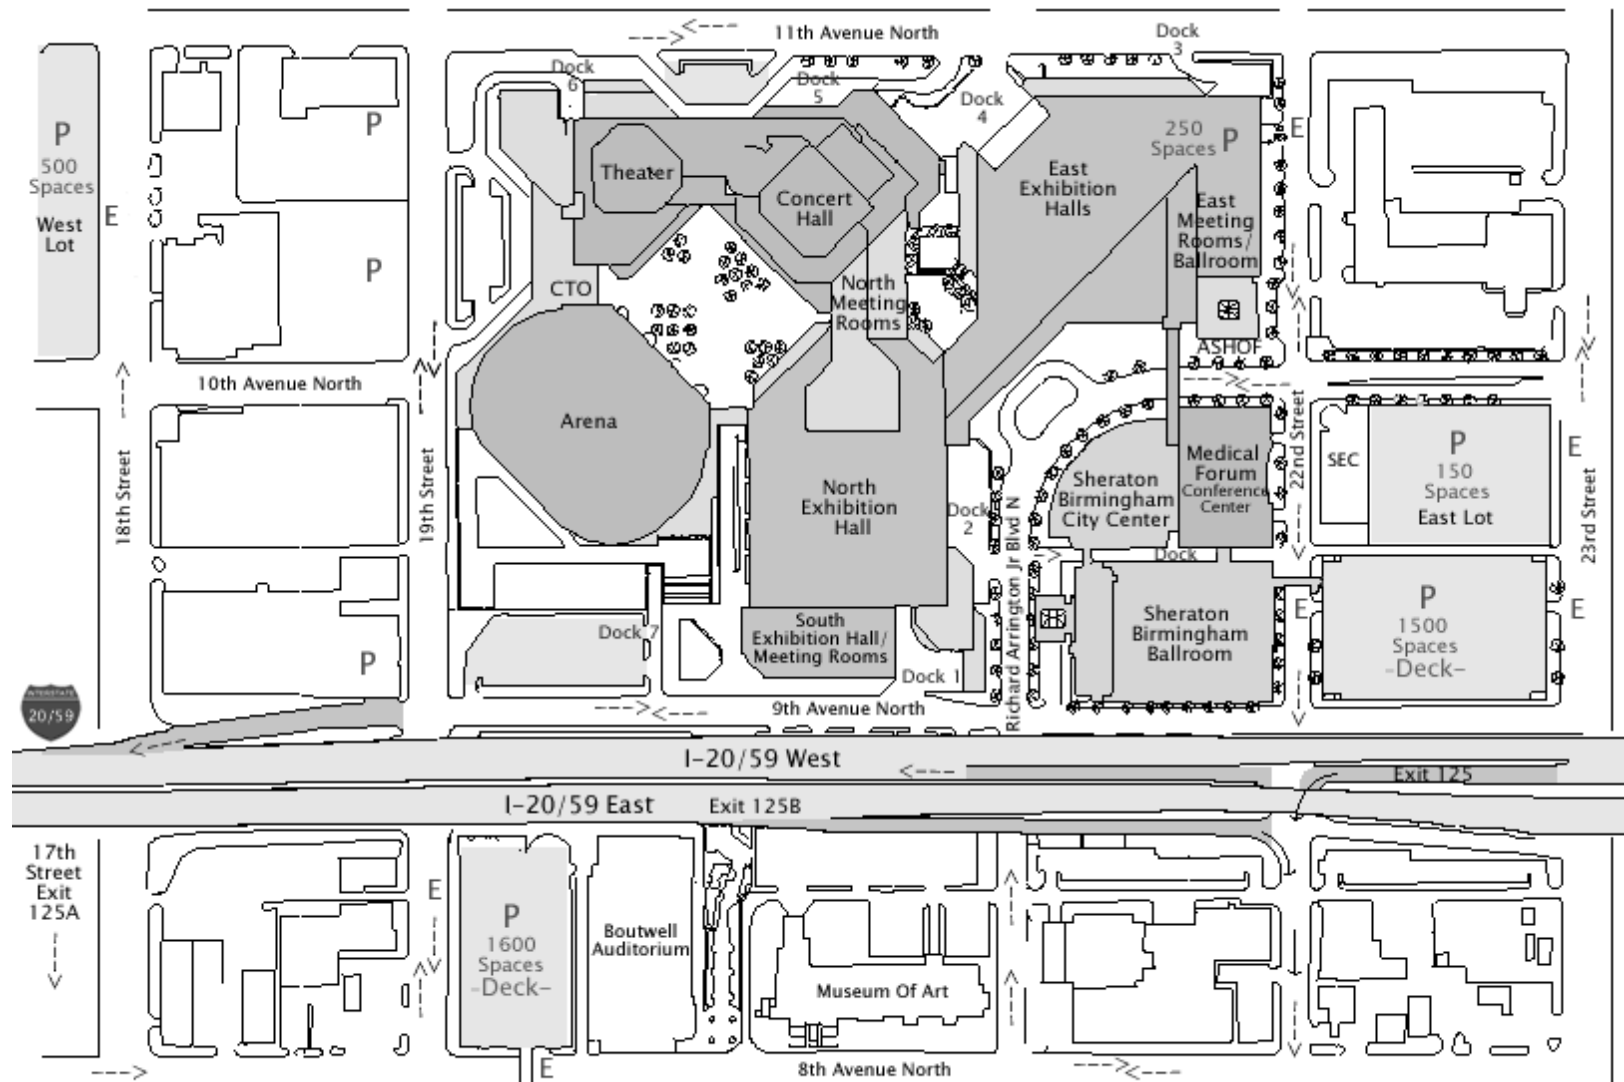 11th Avenue North
Dock
3
Dock
6
Dock
5
Dock
4
P
500
Spaces
West
Lot
E
P
P
Theater
Concert
Hall
East
Exhibition
Halls
250
Spaces
P
E
East
Meeting
Rooms/
Ballroom
CTO
North
Meeting
Rooms
ASHOF
10th Avenue North
Arena
18th Street
19th Street
North
Exhibition
Hall
Dock
2
Richard Arrington Jr Blvd N
Sheraton
Birmingham
City Center
Medical
Forum
Conference
Center
22nd Street
SEC
P
150
Spaces
East Lot
E
23rd Street
Dock
P
Dock 7
South
Exhibition Hall/
Meeting Rooms
Dock 1
Sheraton
Birmingham
Ballroom
E
P
1500
Spaces
-Deck-
E
INTERSTATE
20/59
9th Avenue North
I-20/59 West
Exit 125
I-20/59 East
Exit 125B
17th
Street
Exit
125A
E
P
1600
Spaces
-Deck-
Boutwell
Auditorium
Museum Of Art
E
8th Avenue North